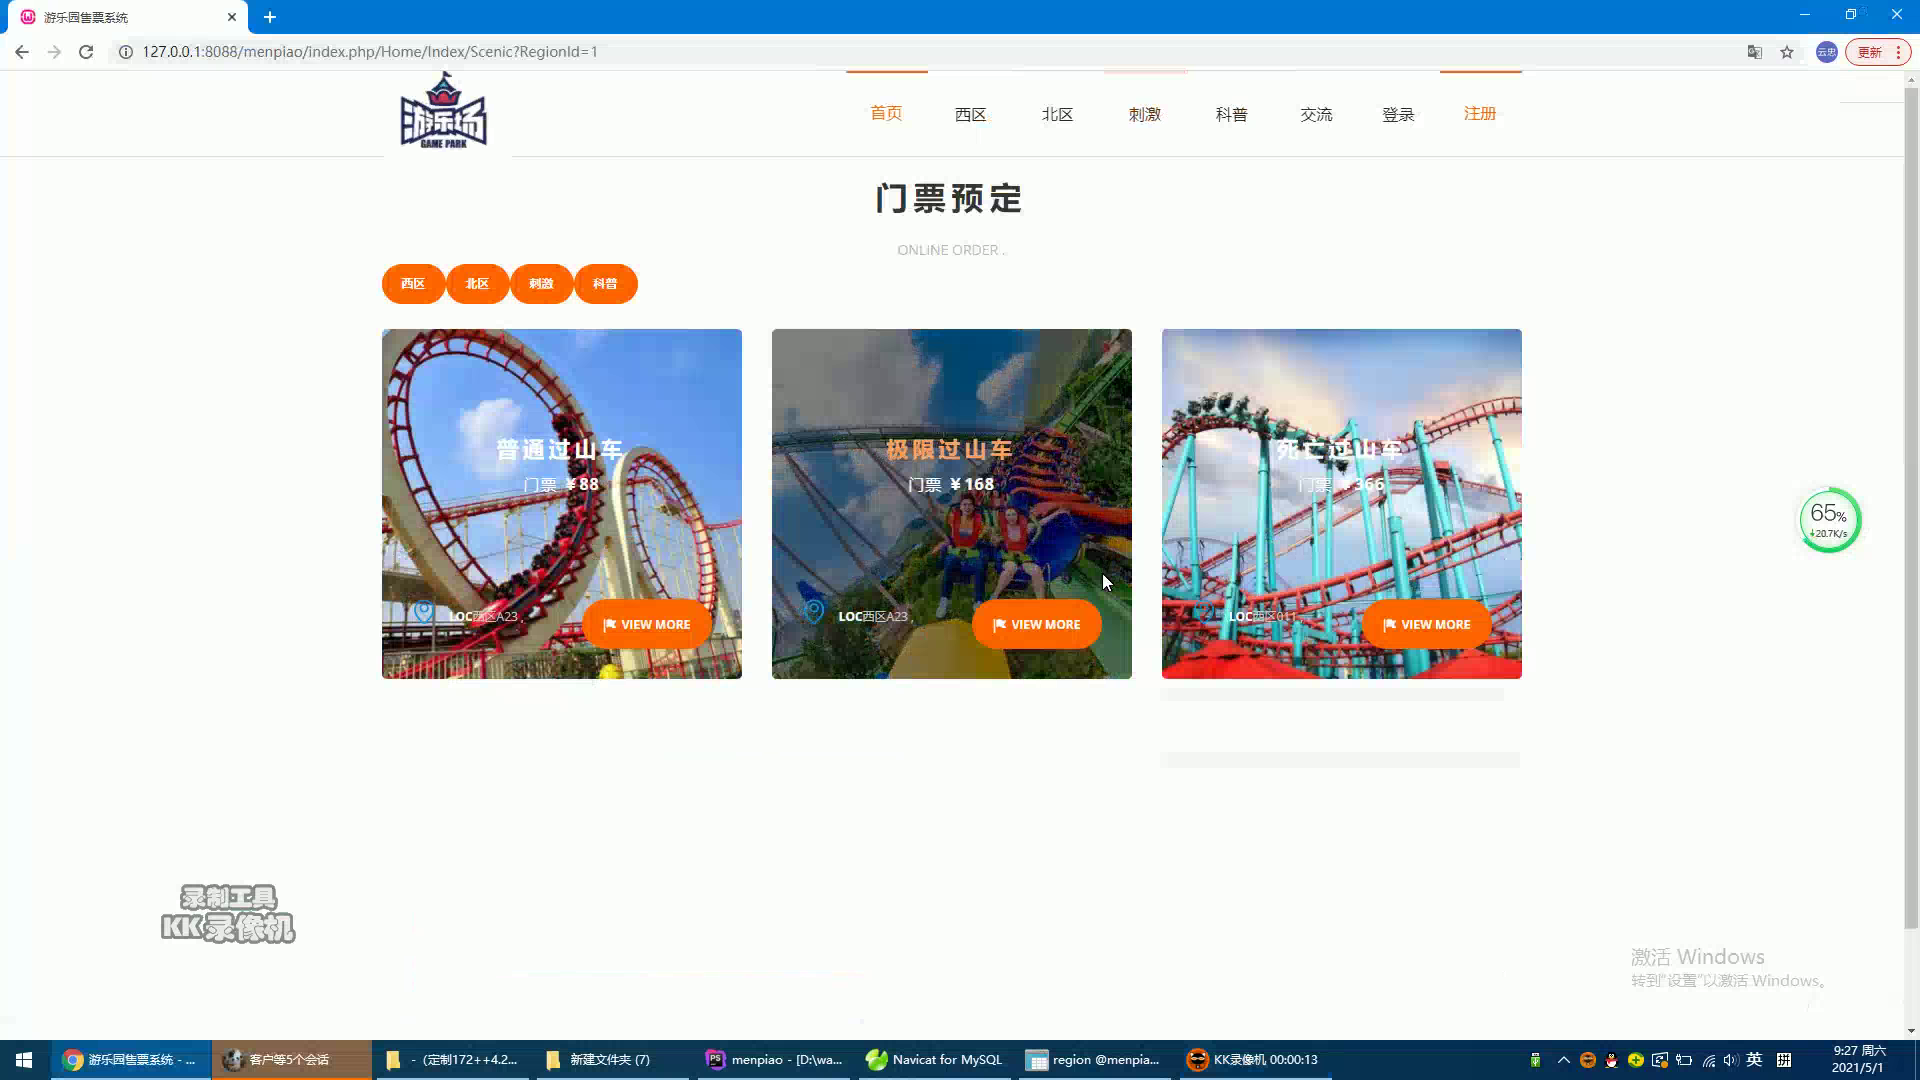 游乐园售票系统
127.0.0.1:8088/menpiao/index.php/Home/Index/Scenic?RegionId=1
云忠
更新
游乐场
GAME PARK
首页 西区 北区 刺激 科普 交流 登录 注册
门票预定
ONLINE ORDER .
西区 北区 刺激 科普
普通过山车
门票 ¥88
LOC西区A23 ,
VIEW MORE
极限过山车
门票 ¥168
LOC西区A23 ,
VIEW MORE
死亡过山车
门票 ¥366
LOC西区011 ,
VIEW MORE
65%
20.7K/s
录制工具
KK录像机
激活 Windows
转到"设置"以激活 Windows。
游乐园售票系统 - ...
客户等5个会话
- (定制172++4.2...
新建文件夹 (7)
menpiao - [D:\wa...
Navicat for MySQL
region @menpia...
KK录像机 00:00:13
英
拼
9:27 周六
2021/5/1